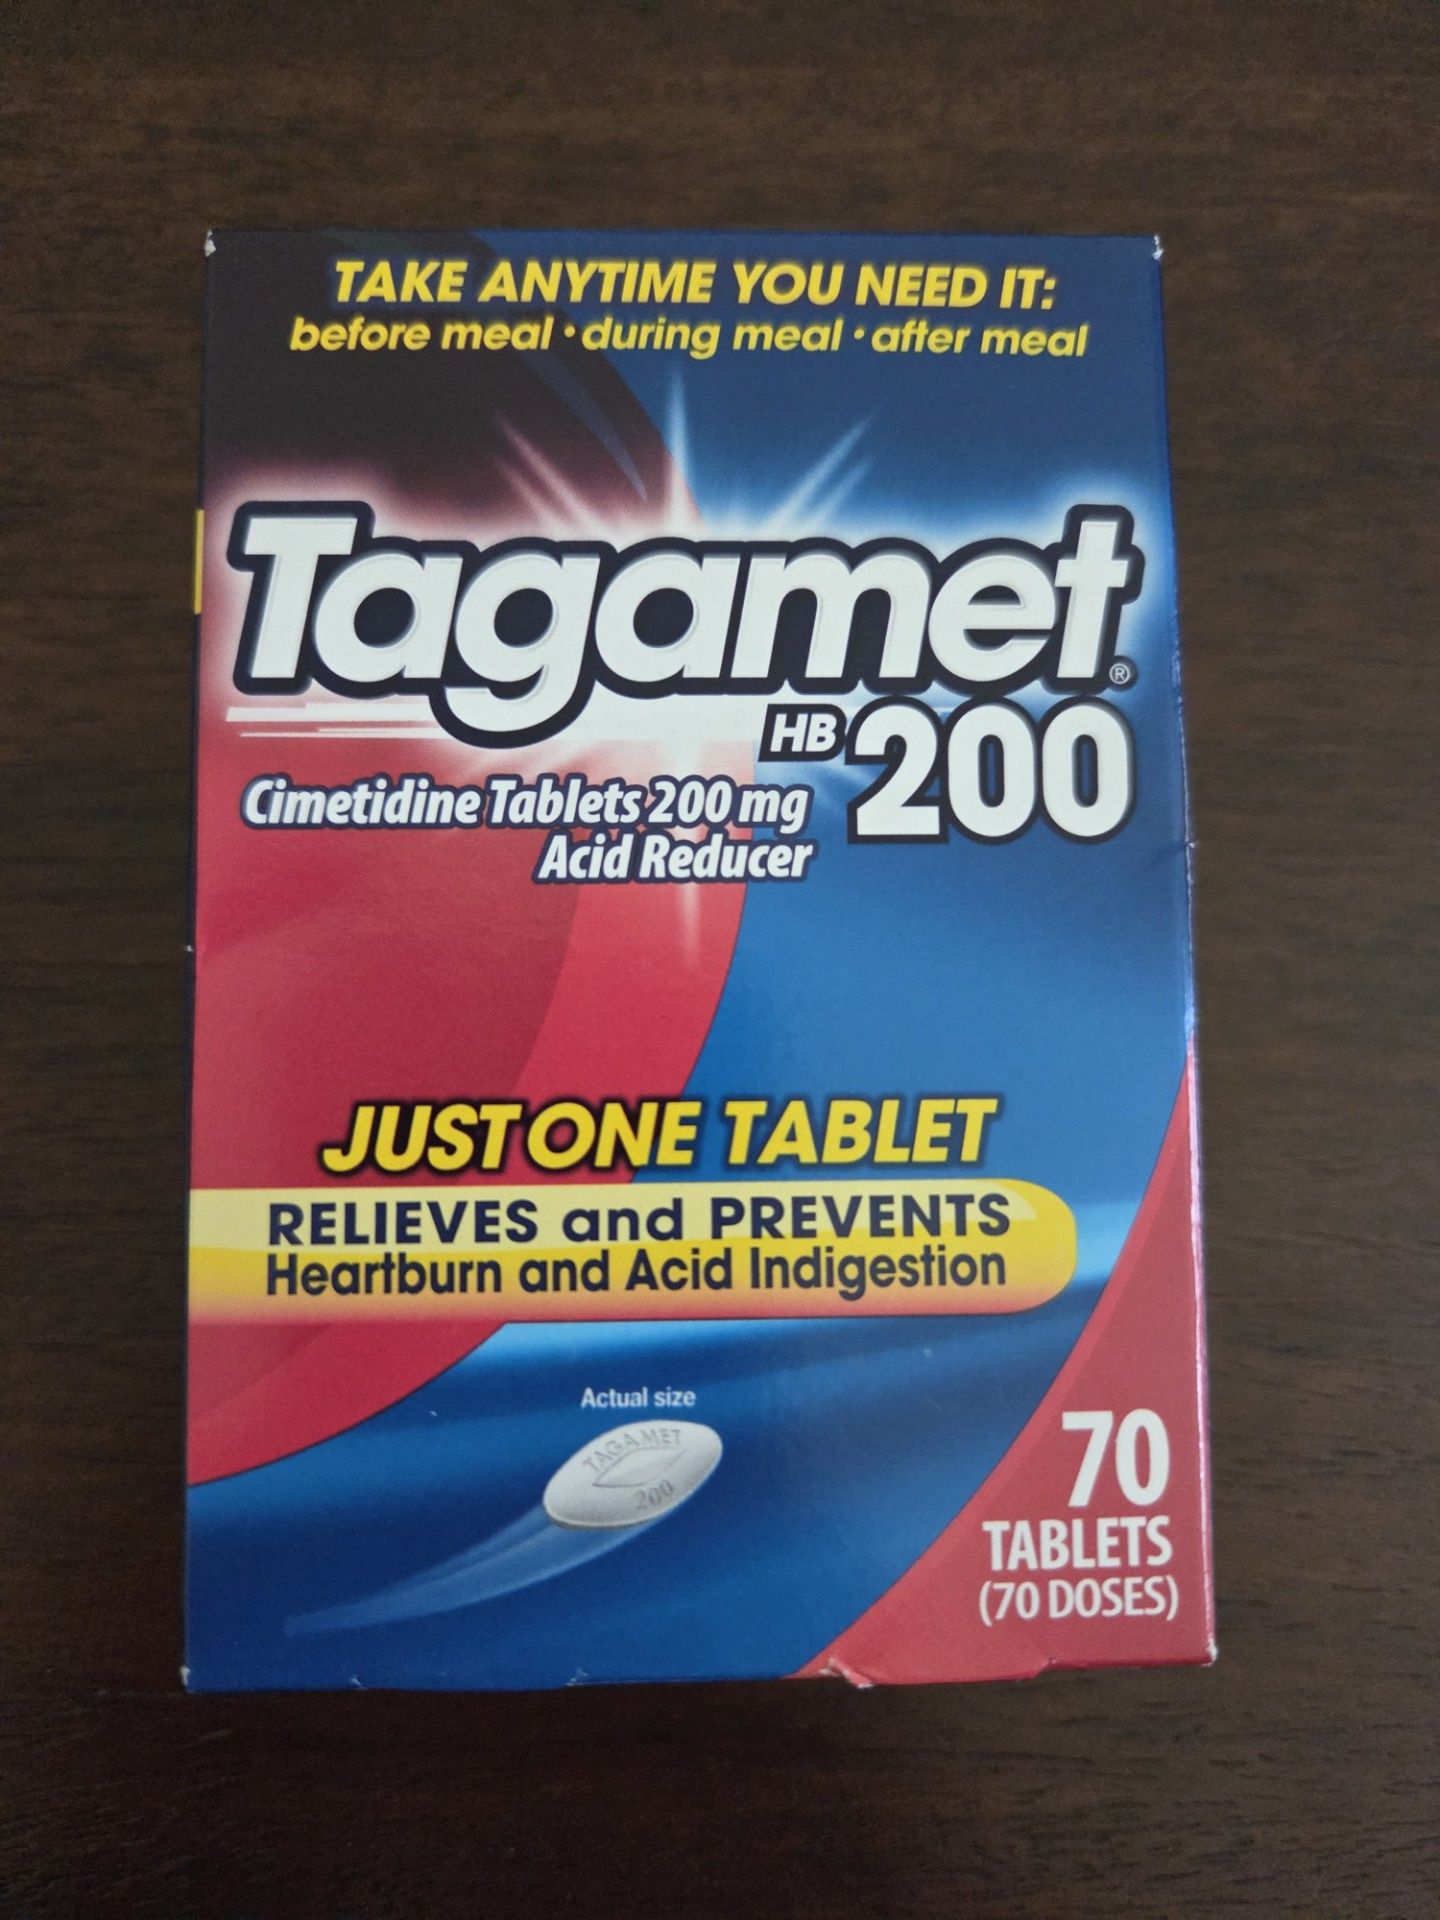 TAKE ANYTIME YOU NEED IT:
before meal • during meal • after meal
Tagamet®
HB 200
Cimetidine Tablets 200 mg
Acid Reducer
JUST ONE TABLET
RELIEVES and PREVENTS
Heartburn and Acid Indigestion
Actual size
TAGAMET
200
70
TABLETS
(70 DOSES)